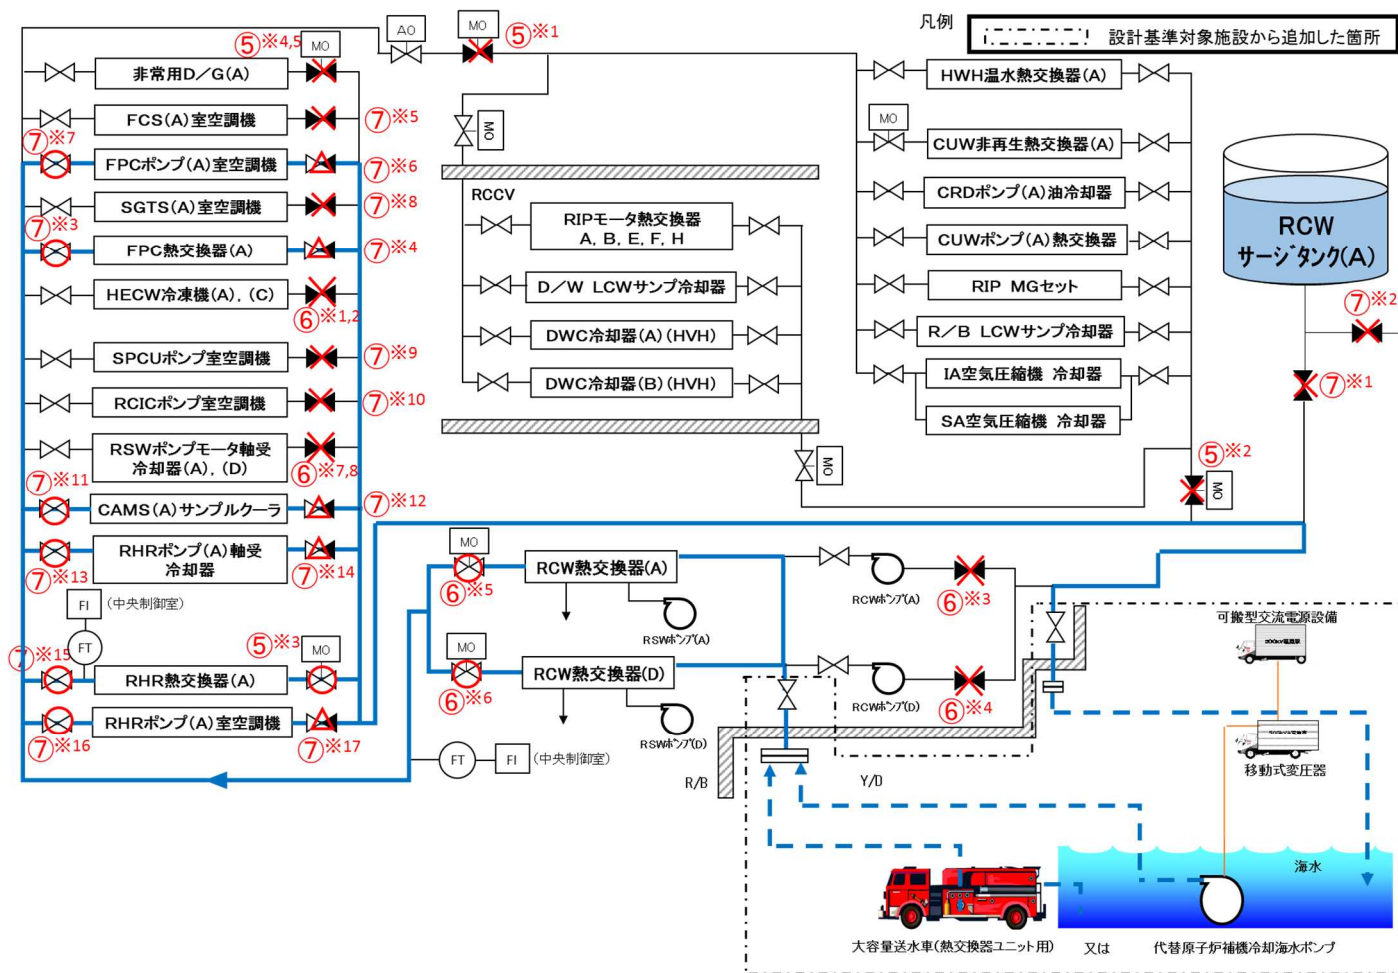 凡例
設計基準対象施設から追加した箇所
AO
MO
⑤※1
⑤※4,5
MO
非常用D/G(A)
FCS(A)室空調機
⑦※5
⑦※7
FPCポンプ(A)室空調機
⑦※6
SGTS(A)室空調機
⑦※8
⑦※3
FPC熱交換器(A)
⑦※4
HECW冷凍機(A),(C)
⑥※1,2
SPCUポンプ室空調機
⑦※9
RCICポンプ室空調機
⑦※10
RSWポンプモータ軸受
冷却器(A),(D)
⑥※7,8
⑦※11
CAMS(A)サンプルクーラ
⑦※12
RHRポンプ(A)軸受
冷却器
⑦※13
⑦※14
FI
(中央制御室)
FT
⑦※15
⑤※3
MO
RHR熱交換器(A)
RHRポンプ(A)室空調機
⑦※16
⑦※17
MO
RCCV
RIPモータ熱交換器
A, B, E, F, H
D/W LCWサンプ冷却器
DWC冷却器(A)(HVH)
DWC冷却器(B)(HVH)
MO
HWH温水熱交換器(A)
MO
CUW非再生熱交換器(A)
CRDポンプ(A)油冷却器
CUWポンプ(A)熱交換器
RIP MGセット
R/B LCWサンプ冷却器
IA空気圧縮機 冷却器
SA空気圧縮機 冷却器
⑤※2
MO
RCW
サージタンク(A)
⑦※2
⑦※1
MO
RCW熱交換器(A)
⑥※5
RSWポンプ(A)
RCWポンプ(A)
⑥※3
MO
RCW熱交換器(D)
⑥※6
RSWポンプ(D)
RCWポンプ(D)
⑥※4
FT
FI
(中央制御室)
R/B
Y/D
可搬型交流電源設備
移動式変圧器
海水
大容量送水車(熱交換器ユニット用)
又は
代替原子炉補機冷却海水ポンプ